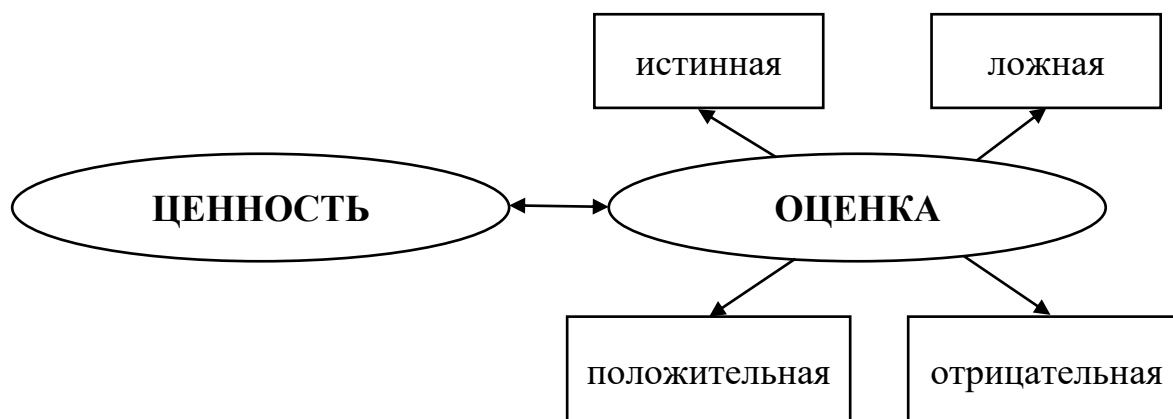 истинная
ложная
ЦЕННОСТЬ
ОЦЕНКА
положительная
отрицательная